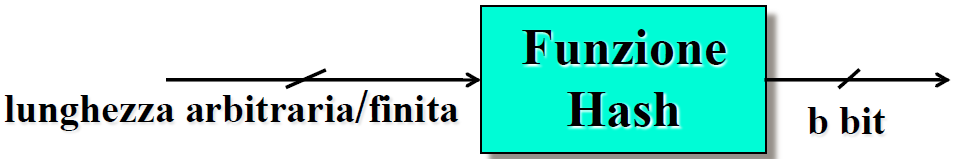 Funzione
Hash
lunghezza arbitraria/finita
b bit